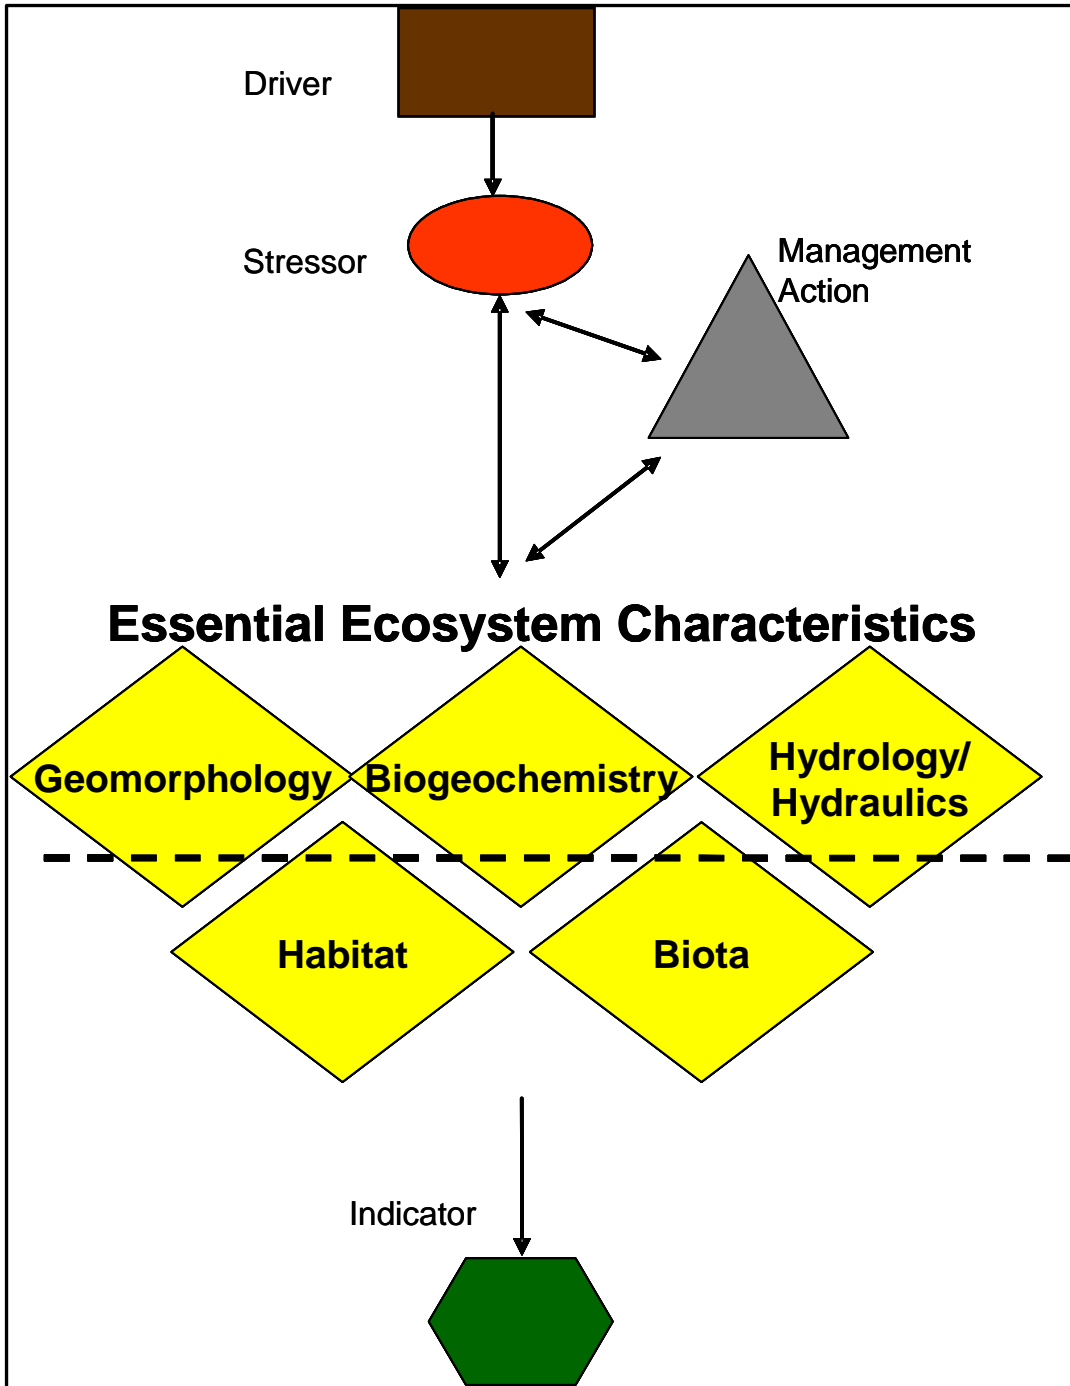 Driver
Stressor
Management
Action
Essential Ecosystem Characteristics
Geomorphology
Biogeochemistry
Hydrology/
Hydraulics
Habitat
Biota
Indicator